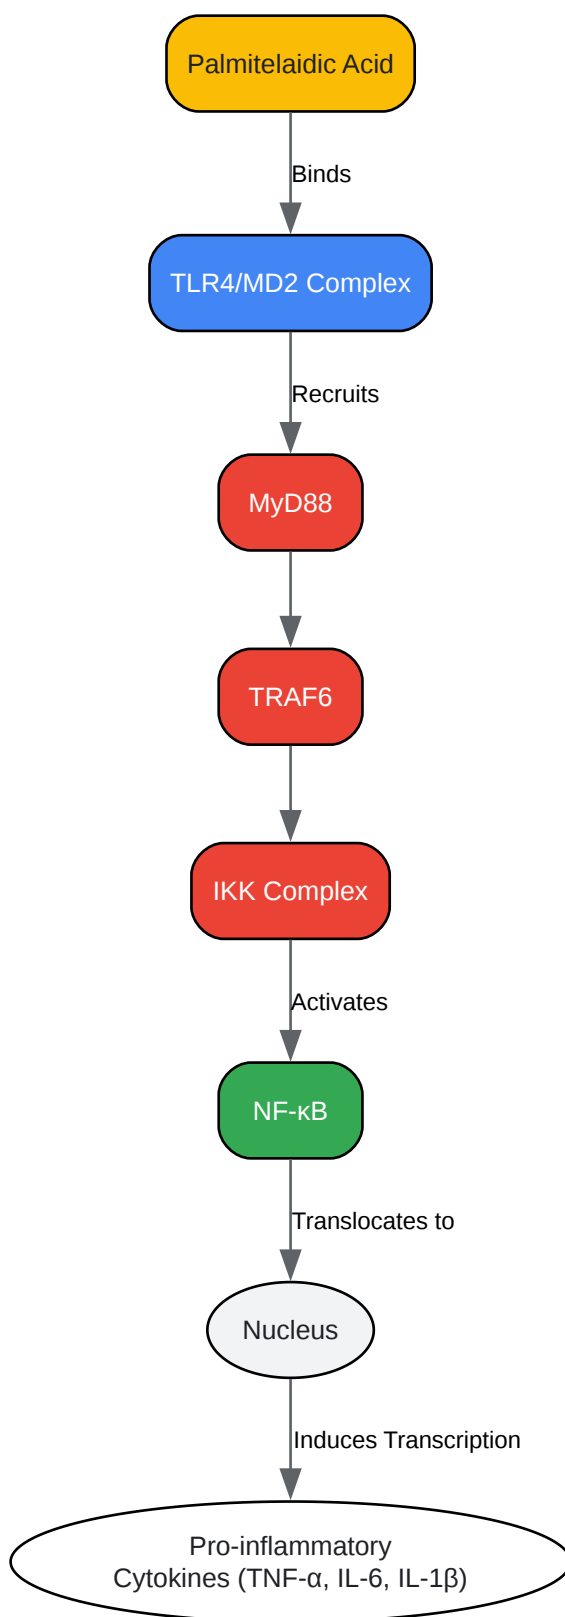 Palmitelaidic Acid
Binds
TLR4/MD2 Complex
Recruits
MyD88
TRAF6
IKK Complex
Activates
NF-κB
Translocates to
Nucleus
Induces Transcription
Pro-inflammatory
Cytokines (TNF-α, IL-6, IL-1β)